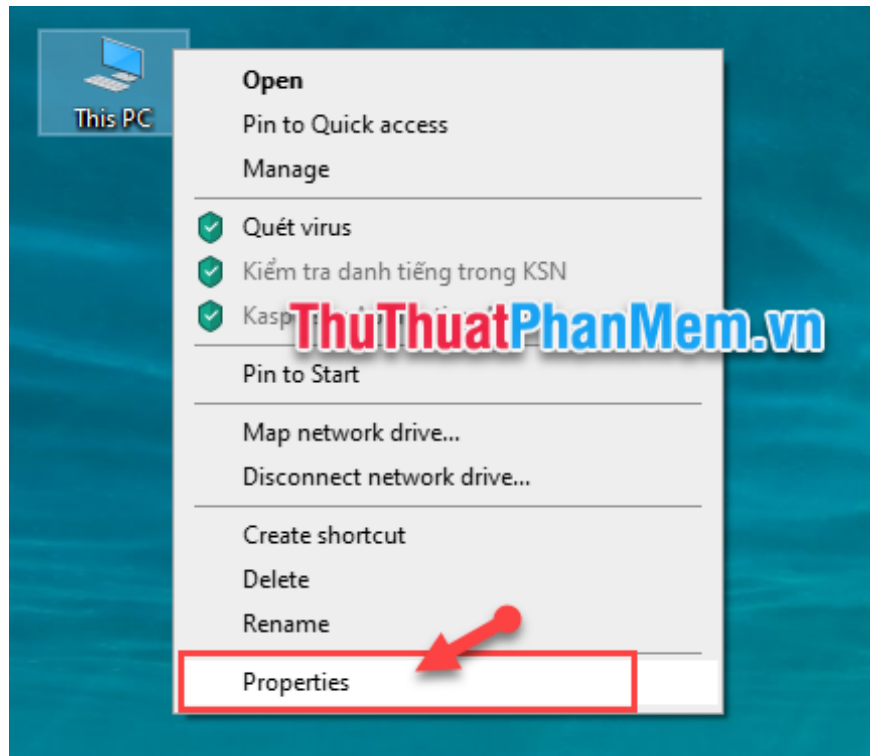 This PC
Open
Pin to Quick access
Manage
Quét virus
Kiểm tra danh tiếng trong KSN
ThuThuatPhanMem.vn
Pin to Start
Map network drive...
Disconnect network drive...
Create shortcut
Delete
Rename
Properties